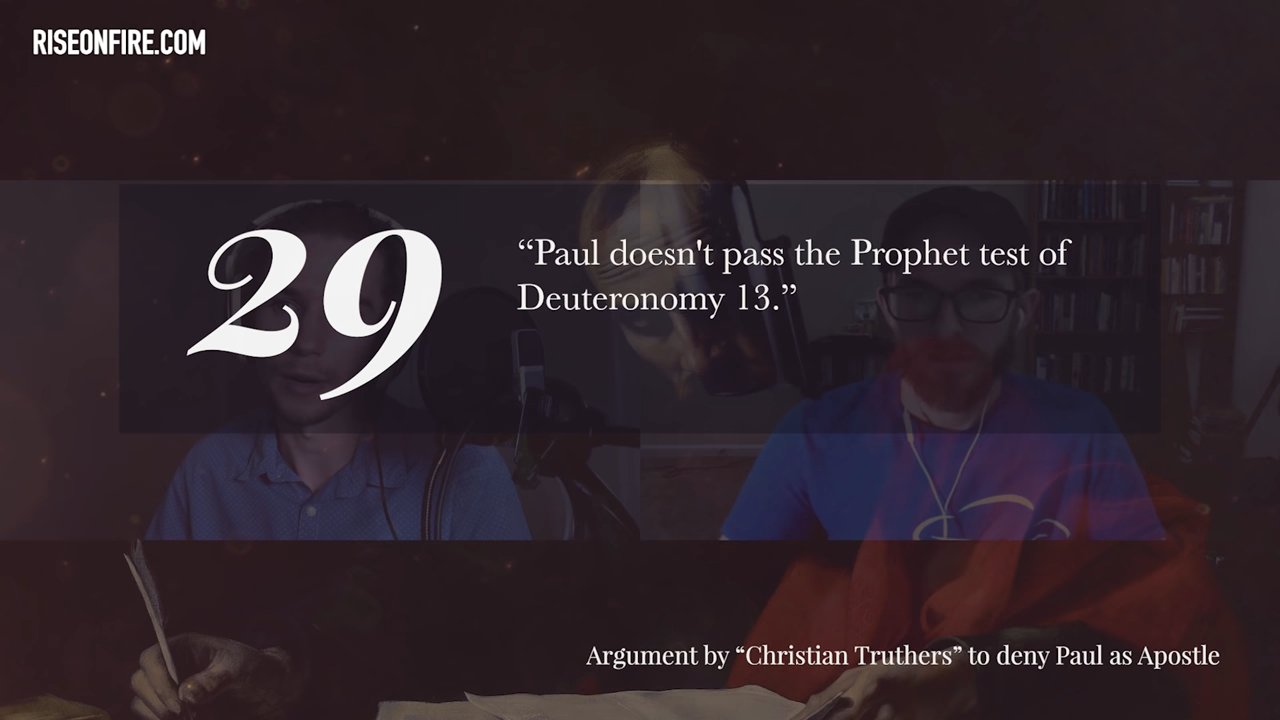 RISEONFIRE.COM
29
“Paul doesn't pass the Prophet test of
Deuteronomy 13.”
Argument by “Christian Truthers” to deny Paul as Apostle